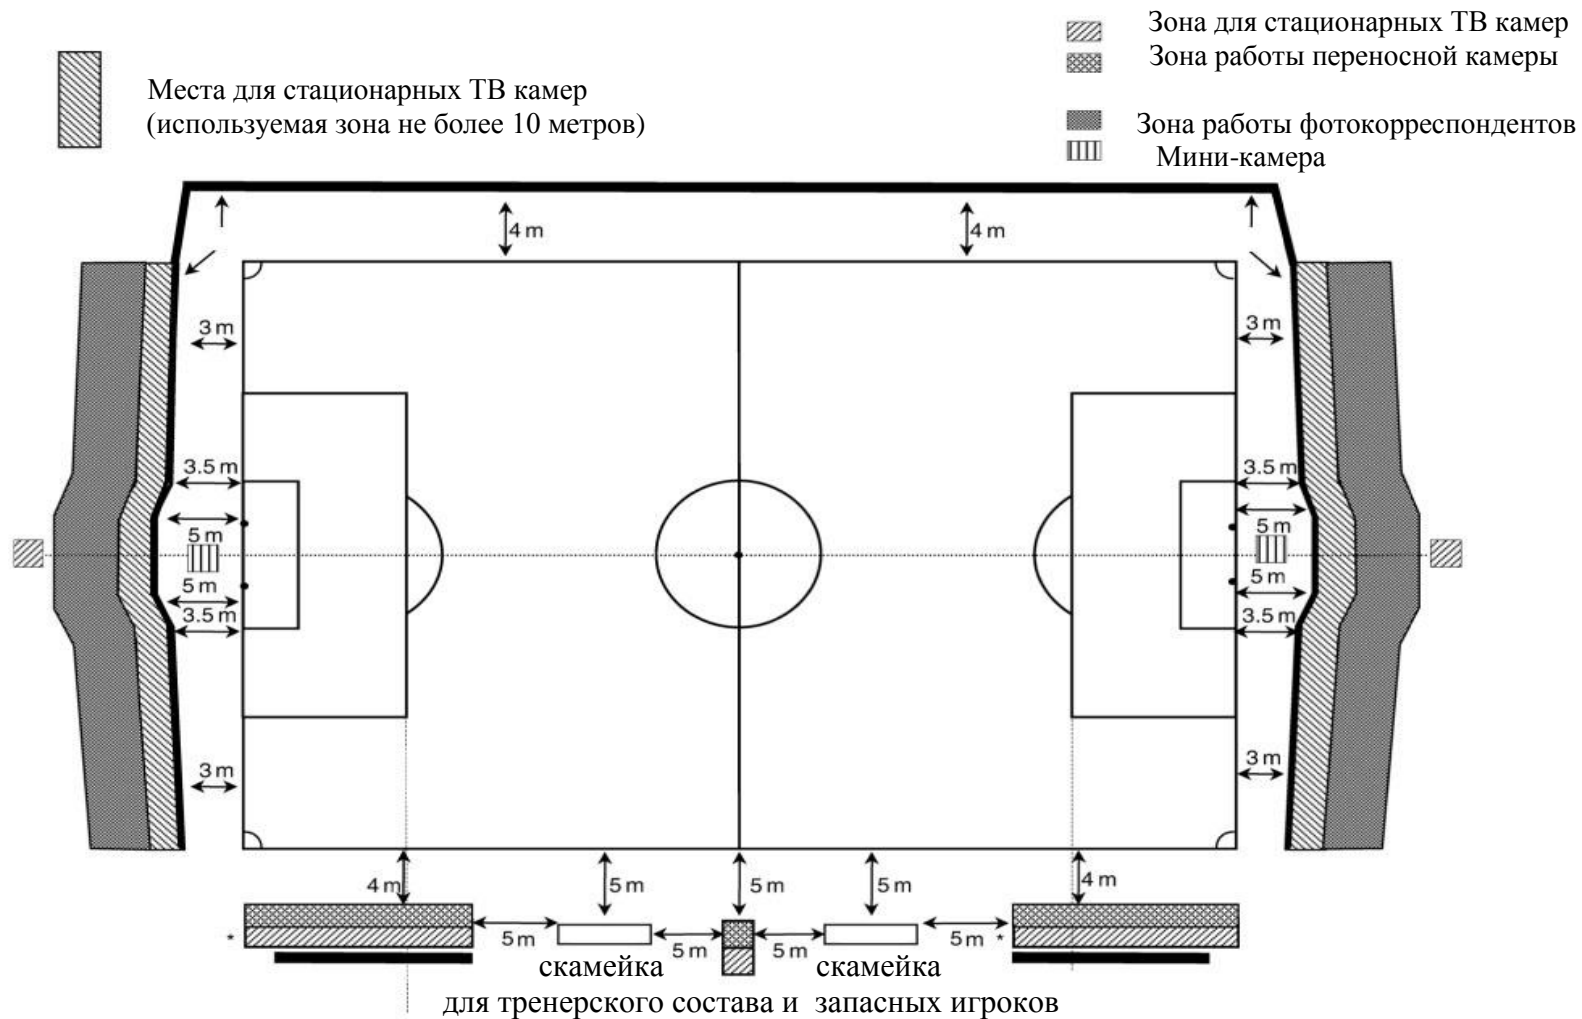 Зона для стационарных ТВ камер
Зона работы переносной камеры
Места для стационарных ТВ камер
(используемая зона не более 10 метров)
Зона работы фотокорреспондентов
Мини-камера
4 m
4 m
3 m
3 m
3.5 m
3.5 m
5 m
5 m
5 m
5 m
3.5 m
3.5 m
3 m
3 m
4 m
5 m
5 m
5 m
4 m
*
5 m
5 m
5 m
5 m
*
скамейка
скамейка
для тренерского состава и запасных игроков